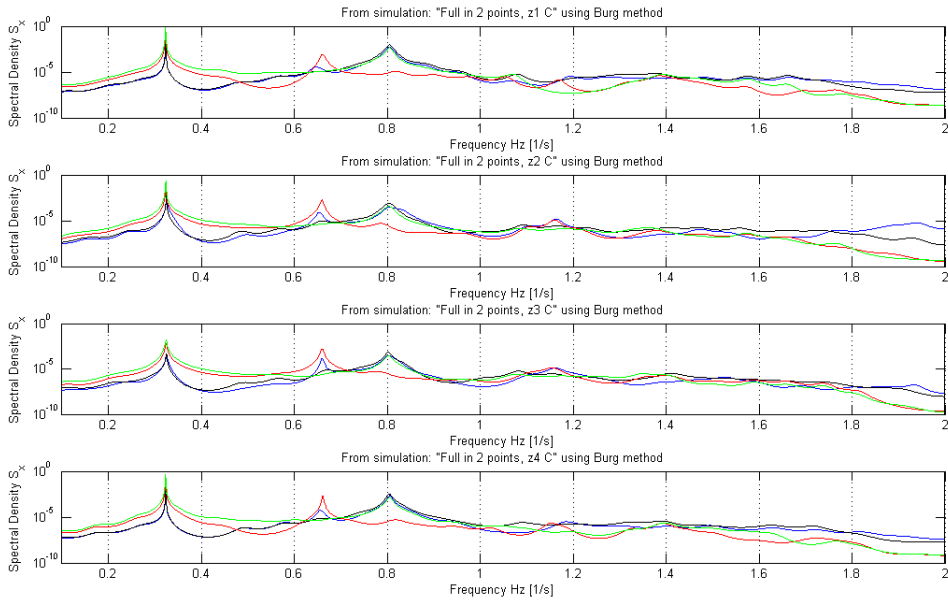 From simulation: "Full in 2 points, z1 C" using Burg method
Spectral Density S_x
10^0
10^-5
10^-10
0.2 0.4 0.6 0.8 1 1.2 1.4 1.6 1.8 2
Frequency Hz [1/s]
From simulation: "Full in 2 points, z2 C" using Burg method
Spectral Density S_x
10^0
10^-5
10^-10
0.2 0.4 0.6 0.8 1 1.2 1.4 1.6 1.8 2
Frequency Hz [1/s]
From simulation: "Full in 2 points, z3 C" using Burg method
Spectral Density S_x
10^0
10^-5
10^-10
0.2 0.4 0.6 0.8 1 1.2 1.4 1.6 1.8 2
Frequency Hz [1/s]
From simulation: "Full in 2 points, z4 C" using Burg method
Spectral Density S_x
10^0
10^-5
10^-10
0.2 0.4 0.6 0.8 1 1.2 1.4 1.6 1.8 2
Frequency Hz [1/s]